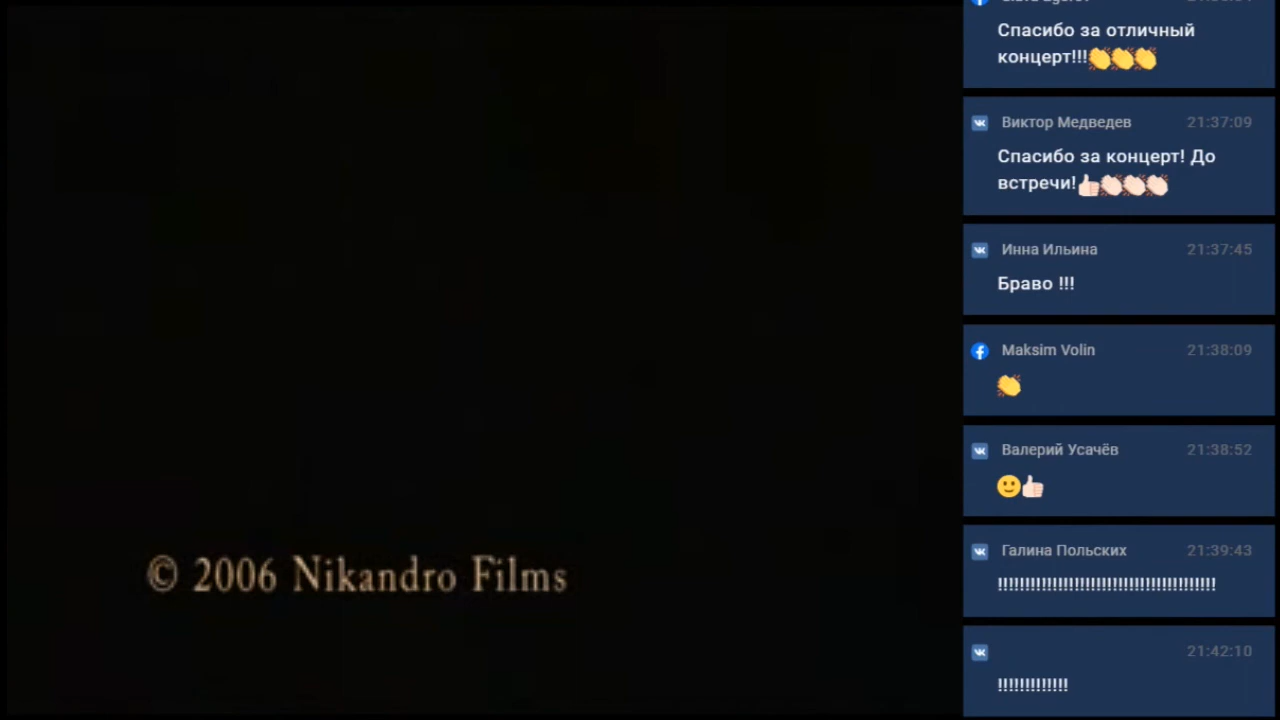 Спасибо за отличный
концерт!!!👏👏👏
Виктор Медведев 21:37:09
Спасибо за концерт! До
встречи!👍🏻👏🏻👏🏻👏🏻
Инна Ильина 21:37:45
Браво !!!
Maksim Volin 21:38:09
👏
Валерий Усачёв 21:38:52
🙂👍🏻
Галина Польских 21:39:43
!!!!!!!!!!!!!!!!!!!!!!!!!!!!!!!!!!!!!!!!
21:42:10
!!!!!!!!!!!!!
© 2006 Nikandro Films